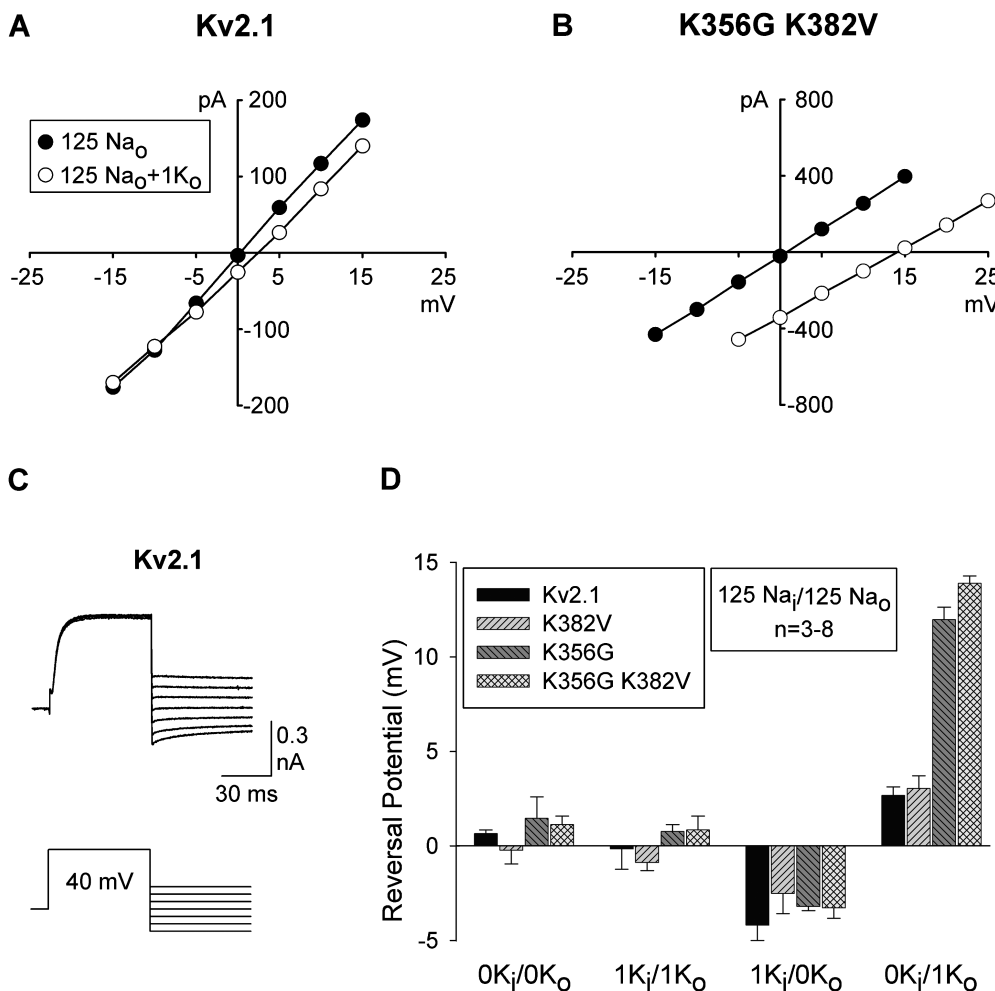 A
Kv2.1
pA
200
100
-100
-200
-15
-5
5
15
25
mV
125 Naₒ
125 Naₒ+1Kₒ
B
K356G K382V
pA
800
400
-400
-800
-25
-15
-5
5
15
25
mV
C
Kv2.1
0.3
nA
30 ms
40 mV
D
Reversal Potential (mV)
15
10
5
0
-5
Kv2.1
K382V
K356G
K356G K382V
125 Naᵢ/125 Naₒ
n=3-8
0Kᵢ/0Kₒ
1Kᵢ/1Kₒ
1Kᵢ/0Kₒ
0Kᵢ/1Kₒ
-25